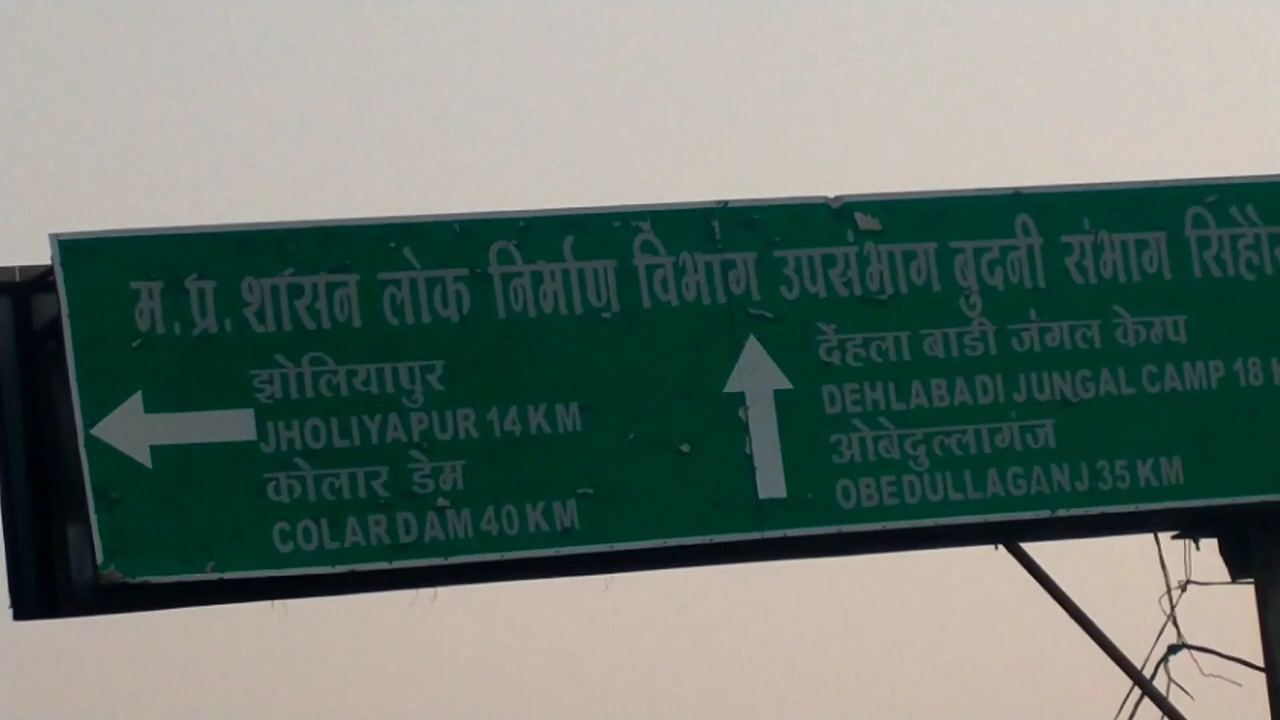 म.प्र. शासन लोक निर्माण विभाग उपसंभाग बुदनी संभाग
झोलियापुर
JHOLIYAPUR 14 KM
कोलार डेम
COLAR DAM 40 KM
देंहला बाडी जंगल केम्प
DEHLABADI JUNGAL CAMP 18
ओबेदुल्लागंज
OBEDULLAGANJ 35 KM